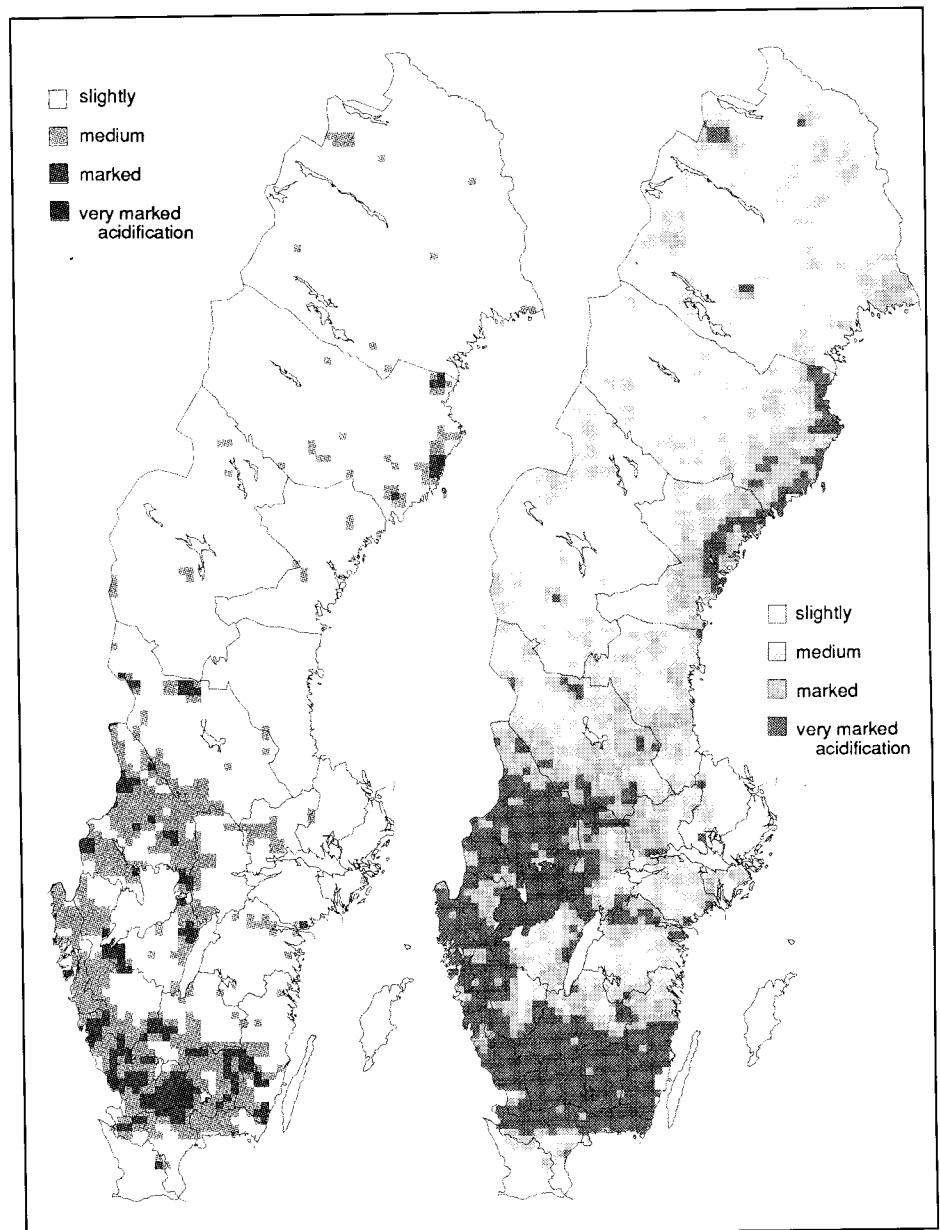 slightly
medium
marked
very marked
acidification
slightly
medium
marked
very marked
acidification